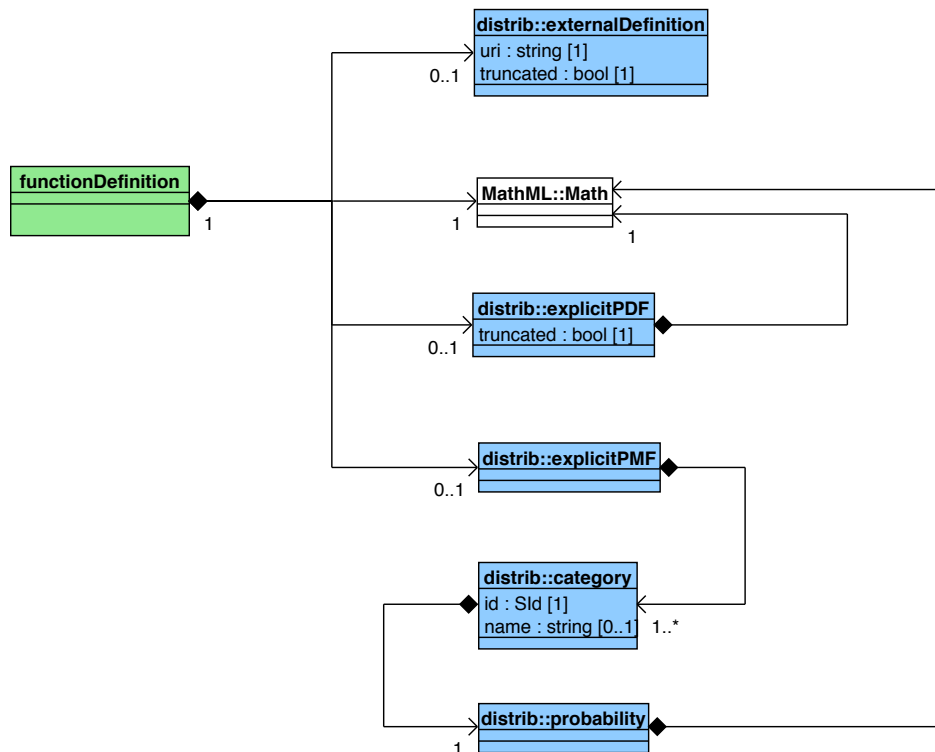 distrib::externalDefinition
uri : string [1]
truncated : bool [1]
0..1
functionDefinition
1
MathML::Math
1
1
distrib::explicitPDF
truncated : bool [1]
0..1
distrib::explicitPMF
0..1
distrib::category
id : SId [1]
name : string [0..1]
1..*
distrib::probability
1